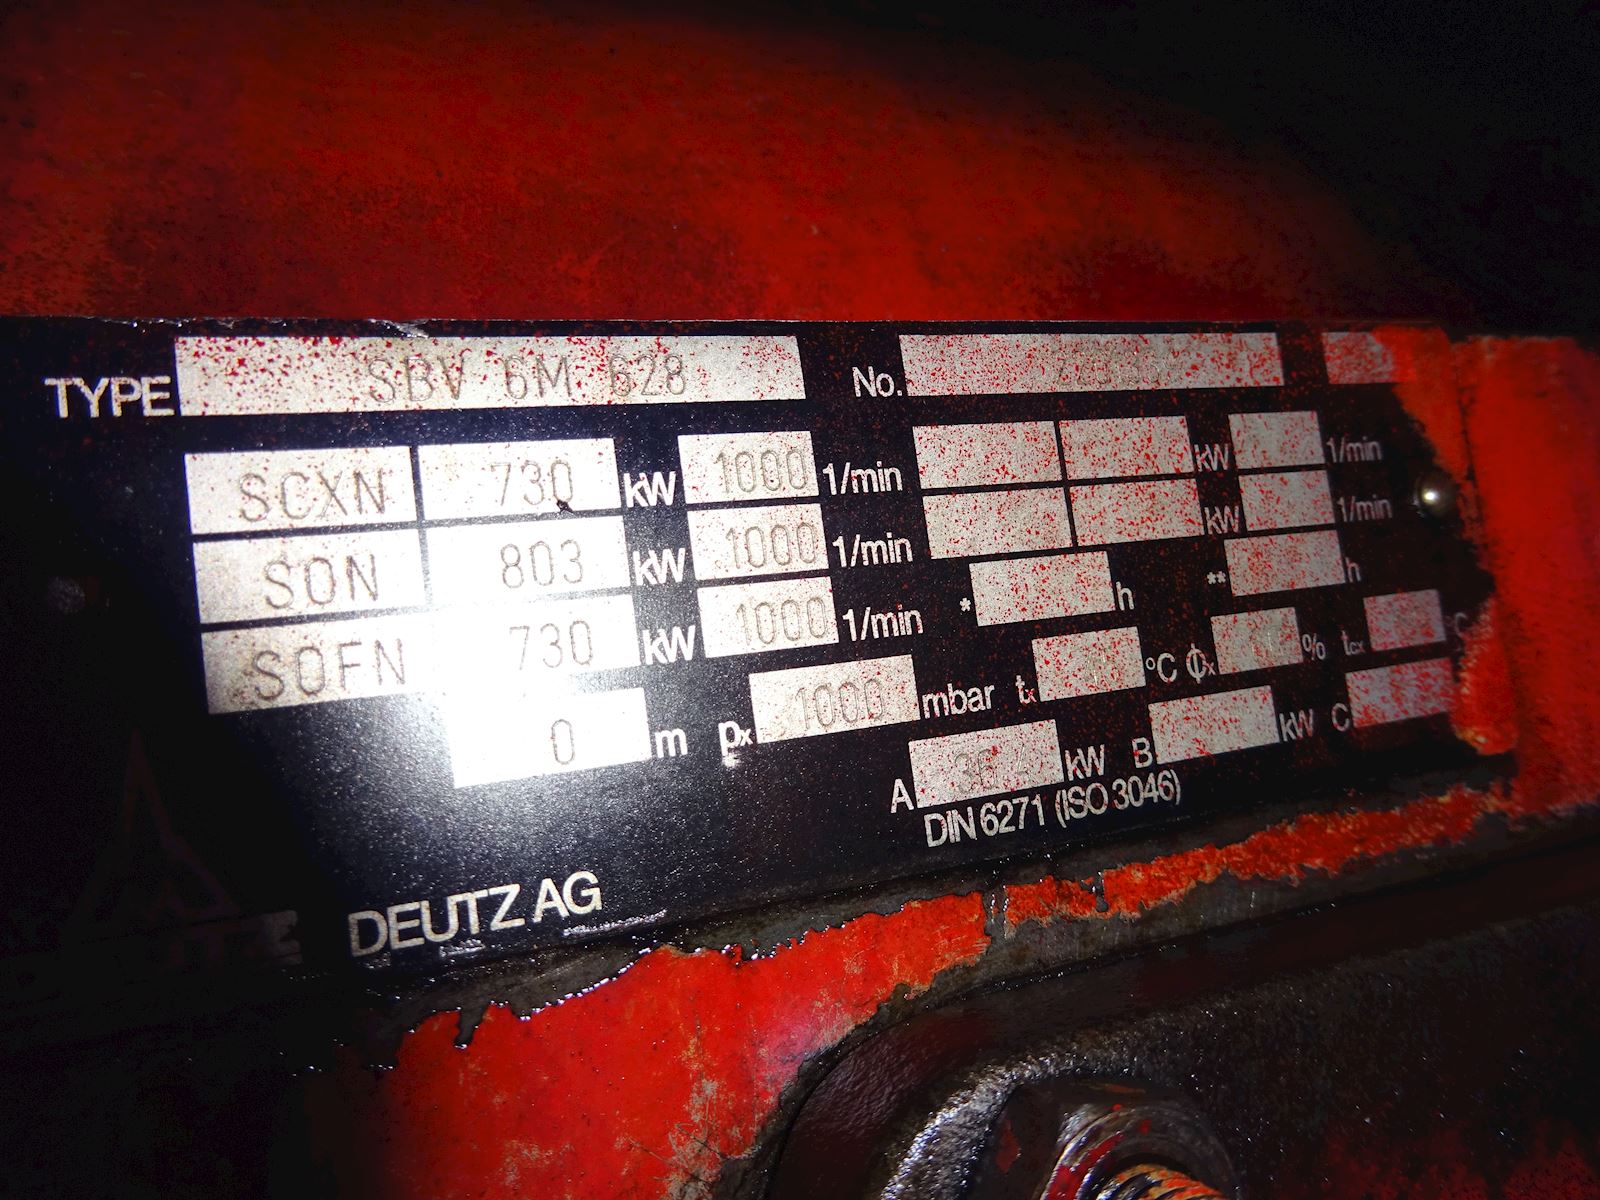 TYPE SBV 6M 628 No.
SCXN 730 kW 1000 1/min kW 1/min
SON 803 kW 1000 1/min kW 1/min
SOFN 730 kW 1000 1/min * h ** h
0 m px 1000 mbar tx °C % tcx C
A kW B kW C
DIN 6271 (ISO 3046)
DEUTZ AG